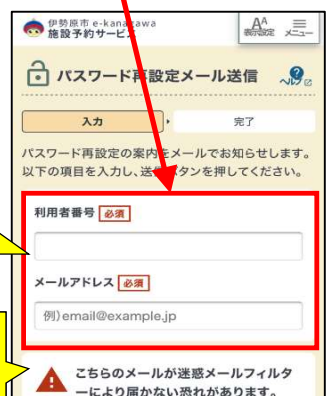 伊勢原市 e-kanagawa
施設予約サービス
AA
表示設定
メニュー
パスワード再設定メール送信
ヘルプ
入力
完了
パスワード再設定の案内をメールでお知らせします。
以下の項目を入力し、送信ボタンを押してください。
利用者番号 必須
メールアドレス 必須
例)email@example.jp
こちらのメールが迷惑メールフィルタ
ーにより届かない恐れがあります。